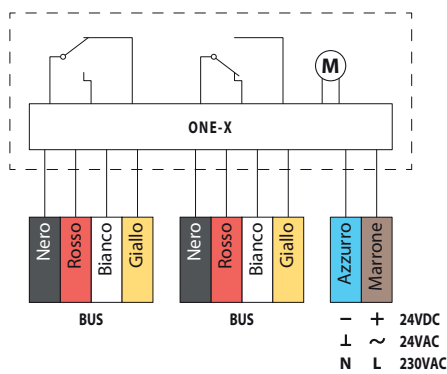 M
ONE-X
Nero Rosso Bianco Giallo Nero Rosso Bianco Giallo Azzurro Marrone
BUS BUS
− + 24VDC
⊥ ~ 24VAC
N L 230VAC